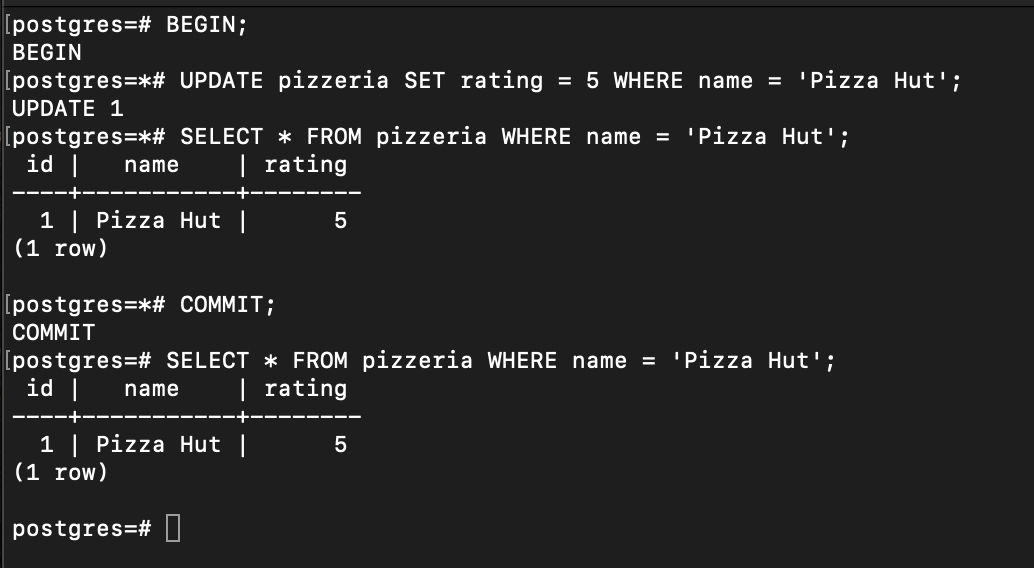 [postgres=# BEGIN;
BEGIN
[postgres=*# UPDATE pizzeria SET rating = 5 WHERE name = 'Pizza Hut';
UPDATE 1
[postgres=*# SELECT * FROM pizzeria WHERE name = 'Pizza Hut';
 id |   name    | rating
----+-----------+--------
  1 | Pizza Hut |      5
(1 row)

[postgres=*# COMMIT;
COMMIT
[postgres=# SELECT * FROM pizzeria WHERE name = 'Pizza Hut';
 id |   name    | rating
----+-----------+--------
  1 | Pizza Hut |      5
(1 row)

postgres=#